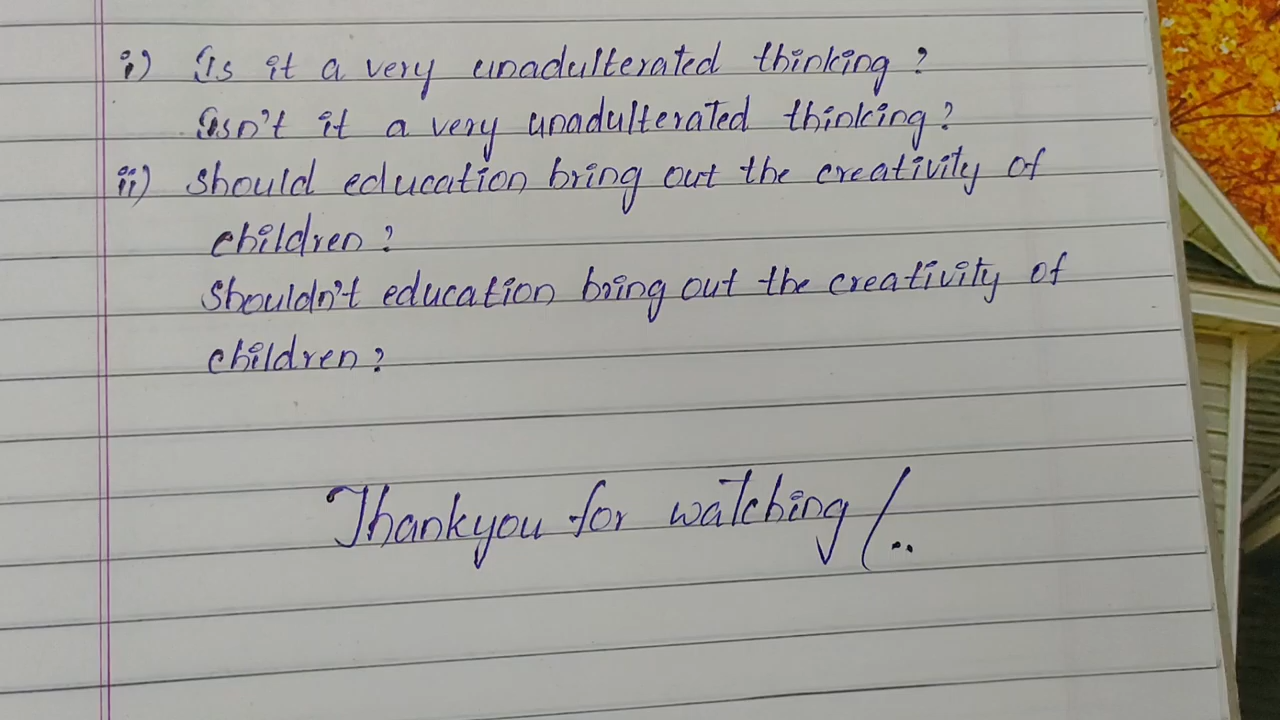 i) Is it a very unadulterated thinking ?
Isn't it a very unadulterated thinking ?
ii) Should education bring out the creativity of
children ?
Shouldn't education bring out the creativity of
children ?
Thankyou for watching !..